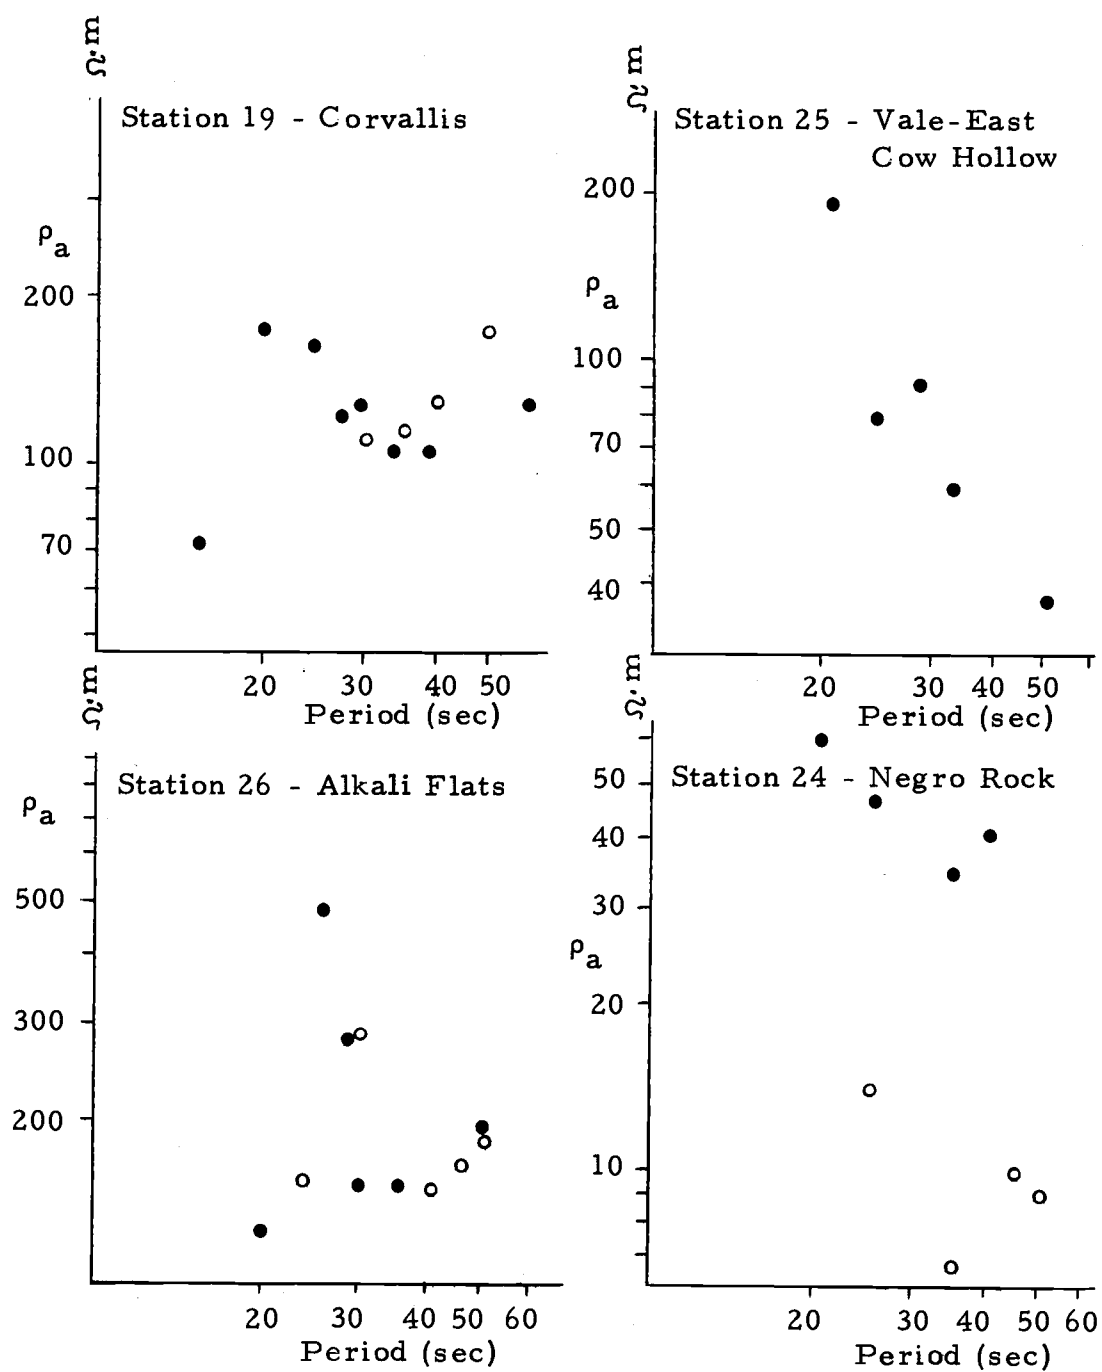 Ω·m
Station 19 - Corvallis
ρa
200
100
70
20 30 40 50
Period (sec)
Ω·m
Station 25 - Vale-East
Cow Hollow
200
ρa
100
70
50
40
20 30 40 50
Period (sec)
Ω·m
Station 26 - Alkali Flats
ρa
500
300
200
20 30 40 50 60
Period (sec)
Ω·m
Station 24 - Negro Rock
50
40
30
ρa
20
10
20 30 40 50 60
Period (sec)